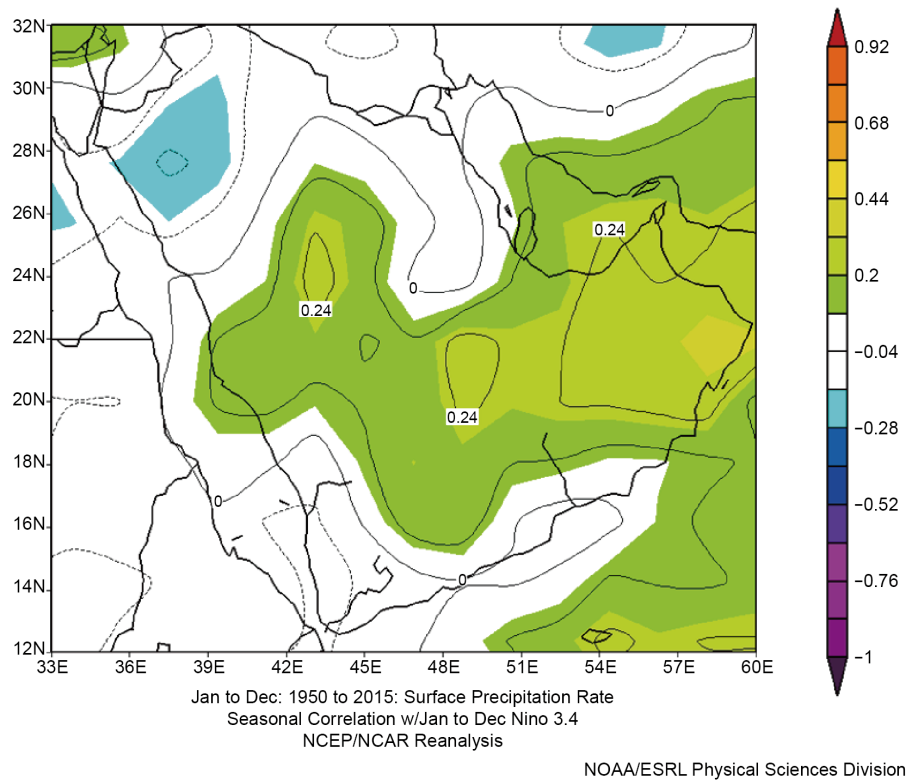 32N
30N
28N
26N
24N
22N
20N
18N
16N
14N
12N
33E 36E 39E 42E 45E 48E 51E 54E 57E 60E
0
0.24
0
0.24
0.24
0
0
0.92
0.68
0.44
0.2
−0.04
−0.28
−0.52
−0.76
−1
Jan to Dec: 1950 to 2015: Surface Precipitation Rate
Seasonal Correlation w/Jan to Dec Nino 3.4
NCEP/NCAR Reanalysis
NOAA/ESRL Physical Sciences Division